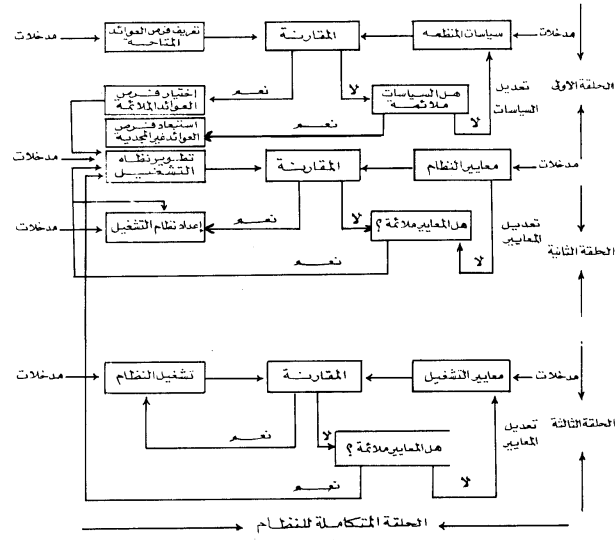 مدخلات
سياسات المنظمه
المقارنة
تعريف فرص العوائد
المتاحة
مدخلات
الحلقة الاولى
تعديل
السياسات
هل السياسات
ملائمة
لا
لا
نعم
نعم
اختيار فرص
العوائد الملائمة
استبعاد فرص
العوائد غير المجدية
مدخلات
معايير النظام
المقارنة
تطوير نظام
التشغيل
مدخلات
الحلقة الثانية
تعديل
المعايير
هل المعايير ملائمة ؟
لا
لا
نعم
نعم
إعداد نظام التشغيل
مدخلات
مدخلات
معايير التشغيل
المقارنة
تشغيل النظام
مدخلات
الحلقة الثالثة
تعديل
المعايير
هل المعايير ملائمة ؟
لا
لا
نعم
نعم
الحلقة المتكاملة للنظام